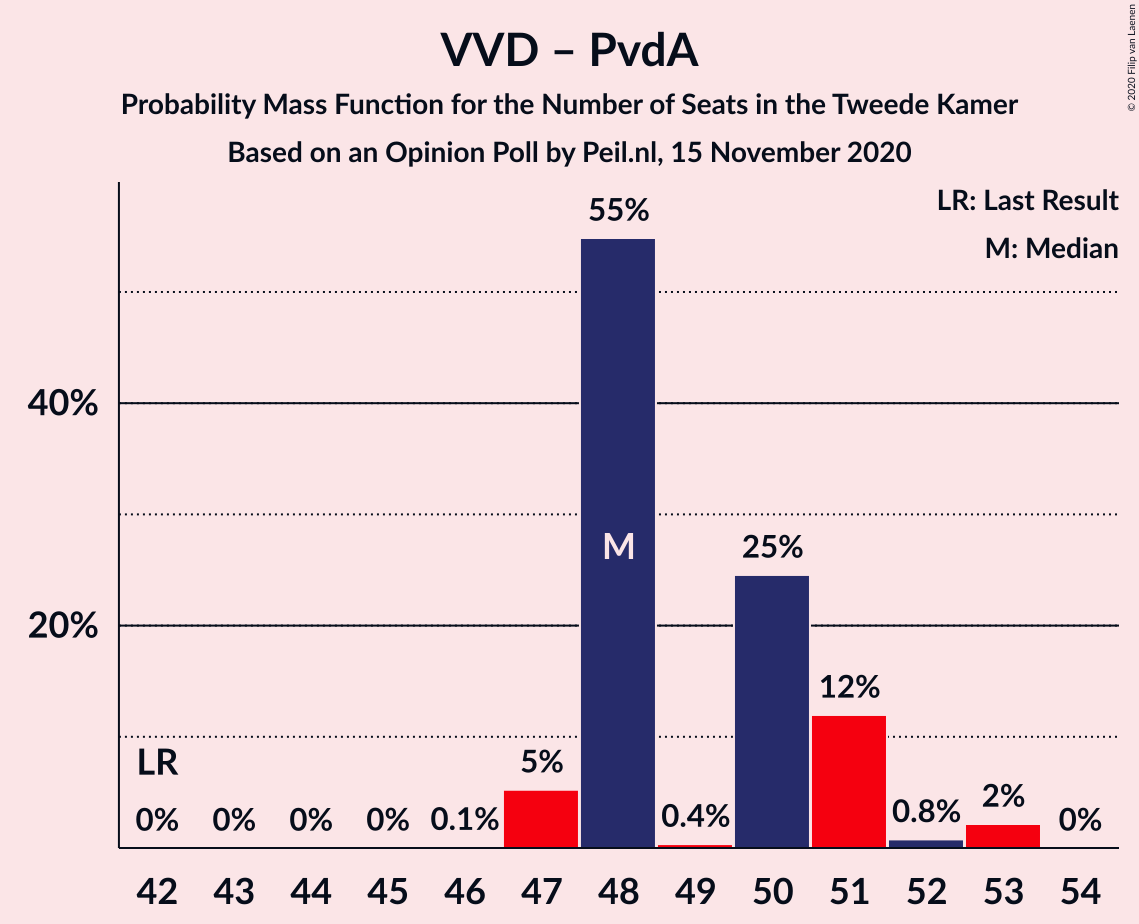 VVD – PvdA
Probability Mass Function for the Number of Seats in the Tweede Kamer
Based on an Opinion Poll by Peil.nl, 15 November 2020
© 2020 Filip van Laenen
LR: Last Result
M: Median
55%
40%
M
25%
20%
12%
LR
5%
0% 0% 0% 0% 0.1% 0.4% 0.8% 2% 0%
42 43 44 45 46 47 48 49 50 51 52 53 54